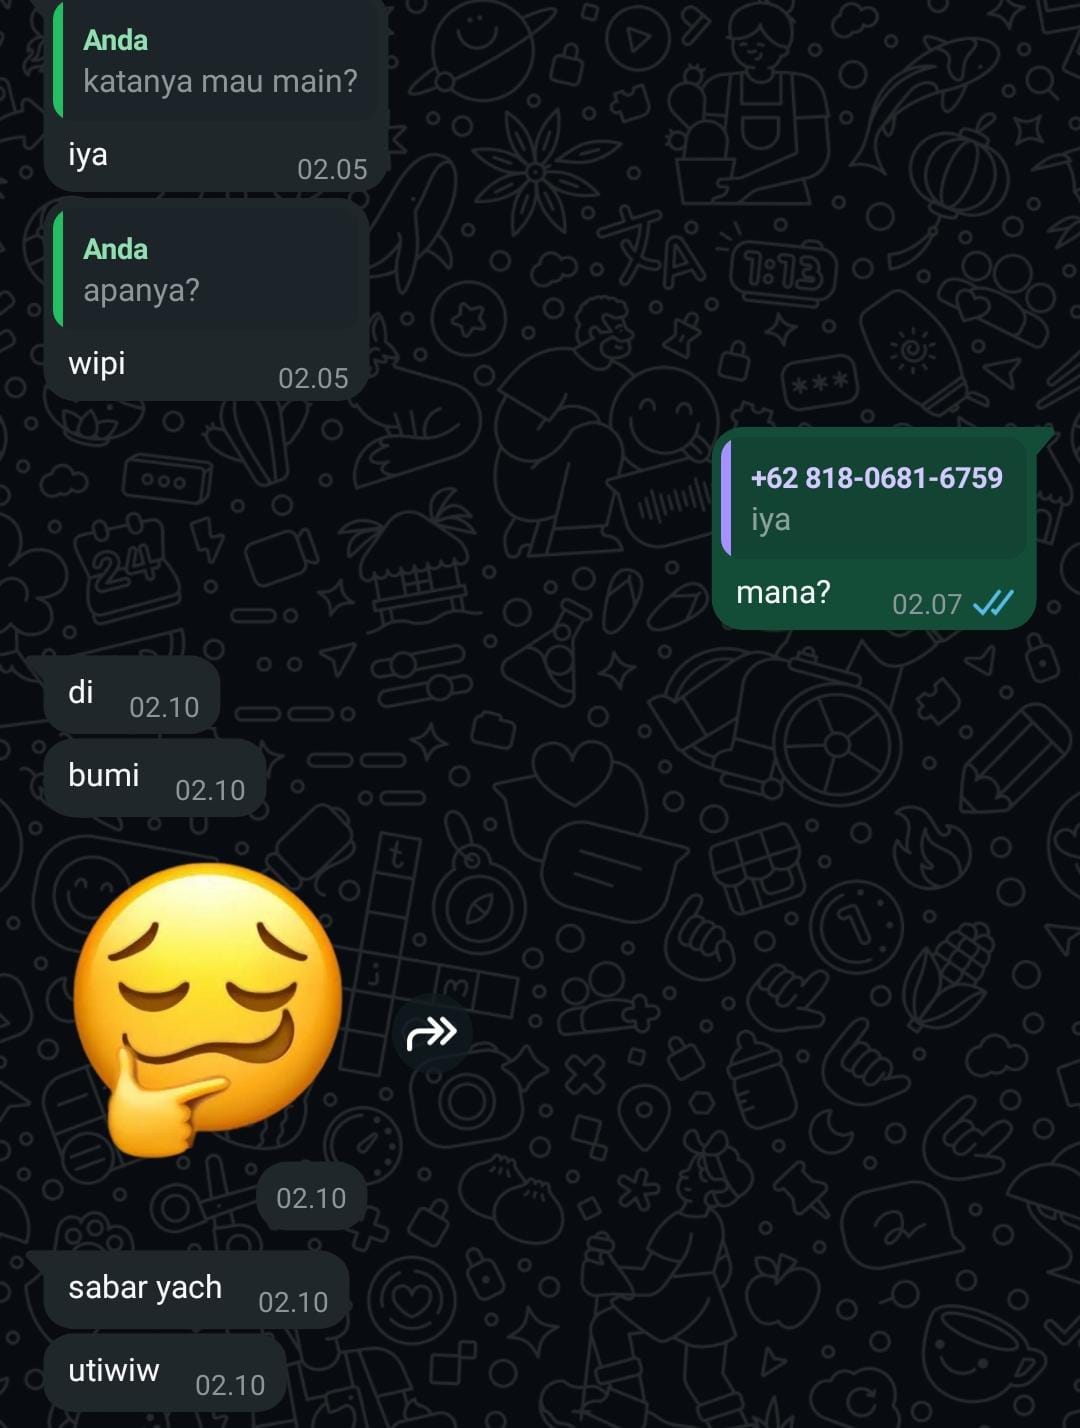 Anda
katanya mau main?
iya 02.05
Anda
apanya?
wipi 02.05
+62 818-0681-6759
iya
mana? 02.07
di 02.10
bumi 02.10
02.10
sabar yach 02.10
utiwiw 02.10